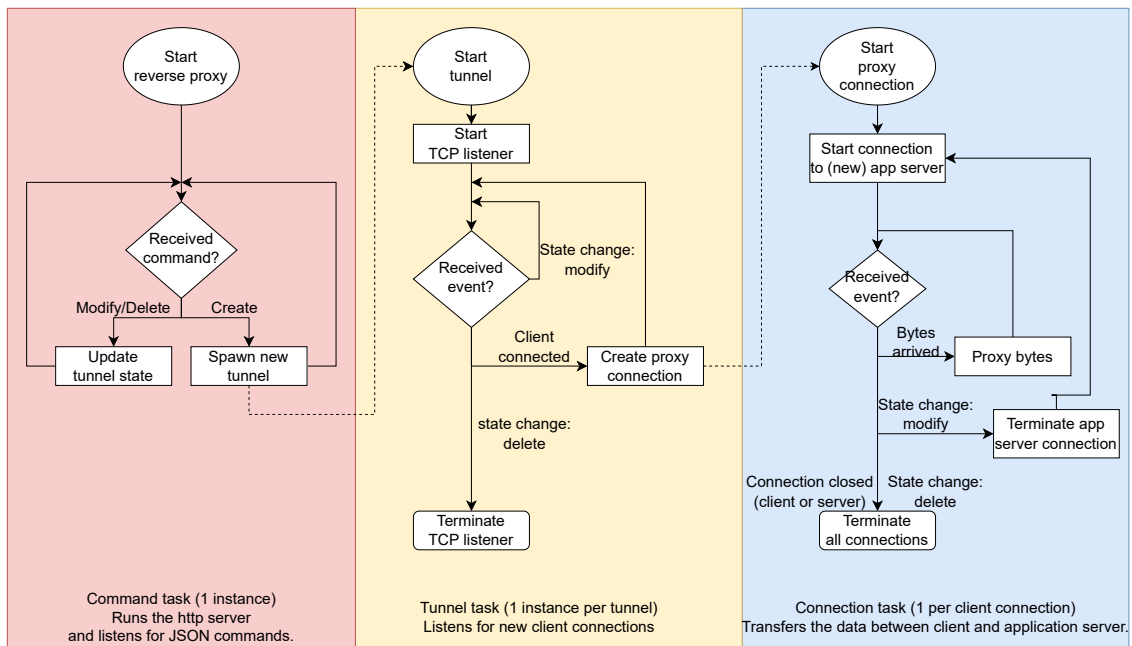 Start
reverse proxy
Received
command?
Modify/Delete
Create
Update
tunnel state
Spawn new
tunnel
Command task (1 instance)
Runs the http server
and listens for JSON commands.
Start
tunnel
Start
TCP listener
State change:
modify
Received
event?
Client
connected
Create proxy
connection
state change:
delete
Terminate
TCP listener
Tunnel task (1 instance per tunnel)
Listens for new client connections
Start
proxy
connection
Start connection
to (new) app server
Received
event?
Bytes
arrived
Proxy bytes
State change:
modify
Terminate app
server connection
Connection closed
(client or server)
State change:
delete
Terminate
all connections
Connection task (1 per client connection)
Transfers the data between client and application server.